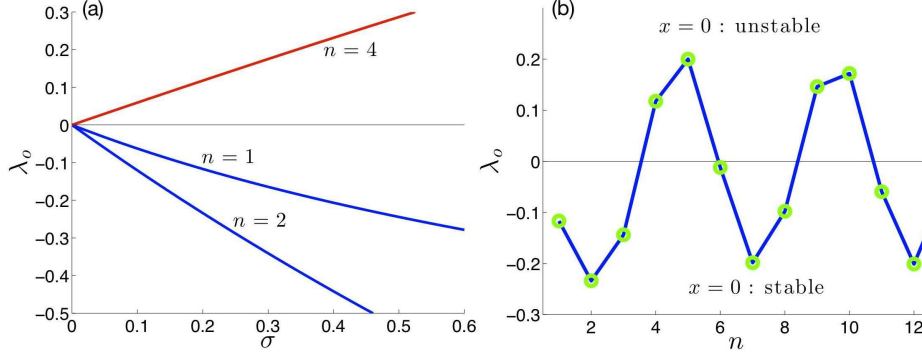 (a)
0.3
0.2
0.1
0
−0.1
−0.2
−0.3
−0.4
−0.5
λₒ
n = 4
n = 1
n = 2
0 0.1 0.2 0.3 0.4 0.5 0.6
σ
(b)
x = 0 : unstable
0.2
0.1
0
−0.1
−0.2
−0.3
λₒ
x = 0 : stable
2 4 6 8 10 12
n